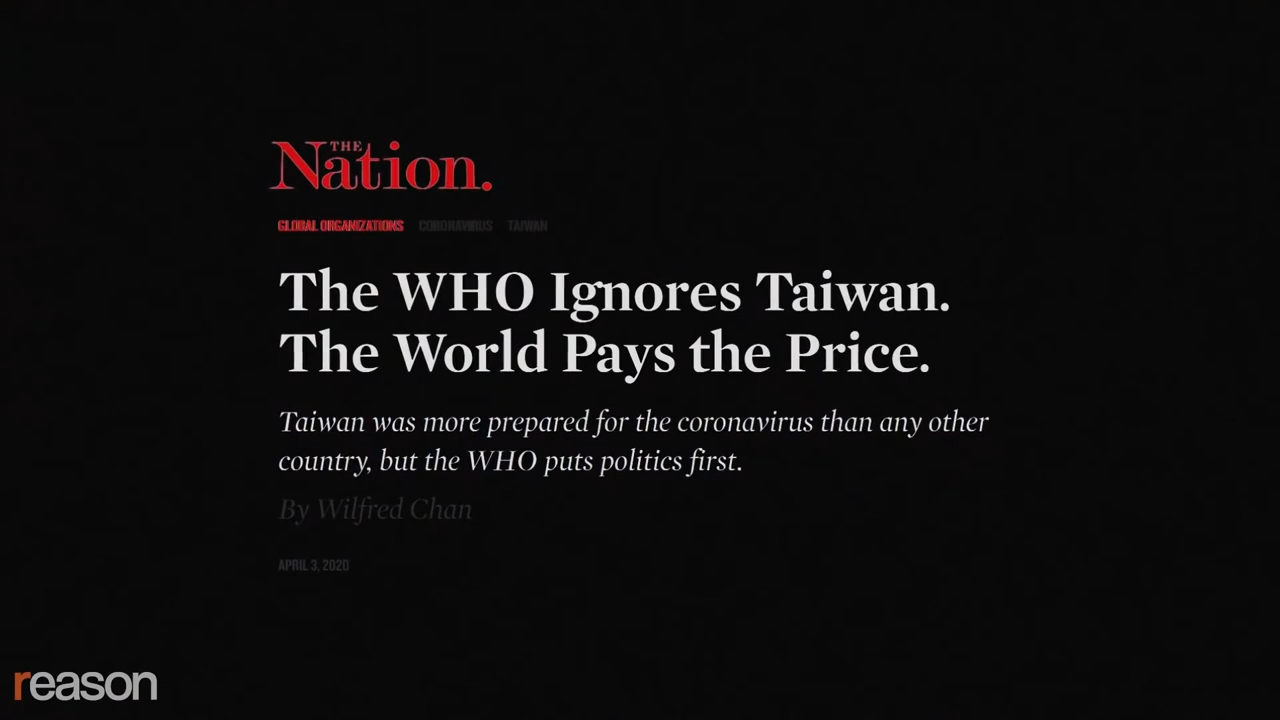 THE
Nation.
GLOBAL ORGANIZATIONS CORONAVIRUS TAIWAN
The WHO Ignores Taiwan.
The World Pays the Price.
Taiwan was more prepared for the coronavirus than any other
country, but the WHO puts politics first.
By Wilfred Chan
APRIL 3, 2020
reason